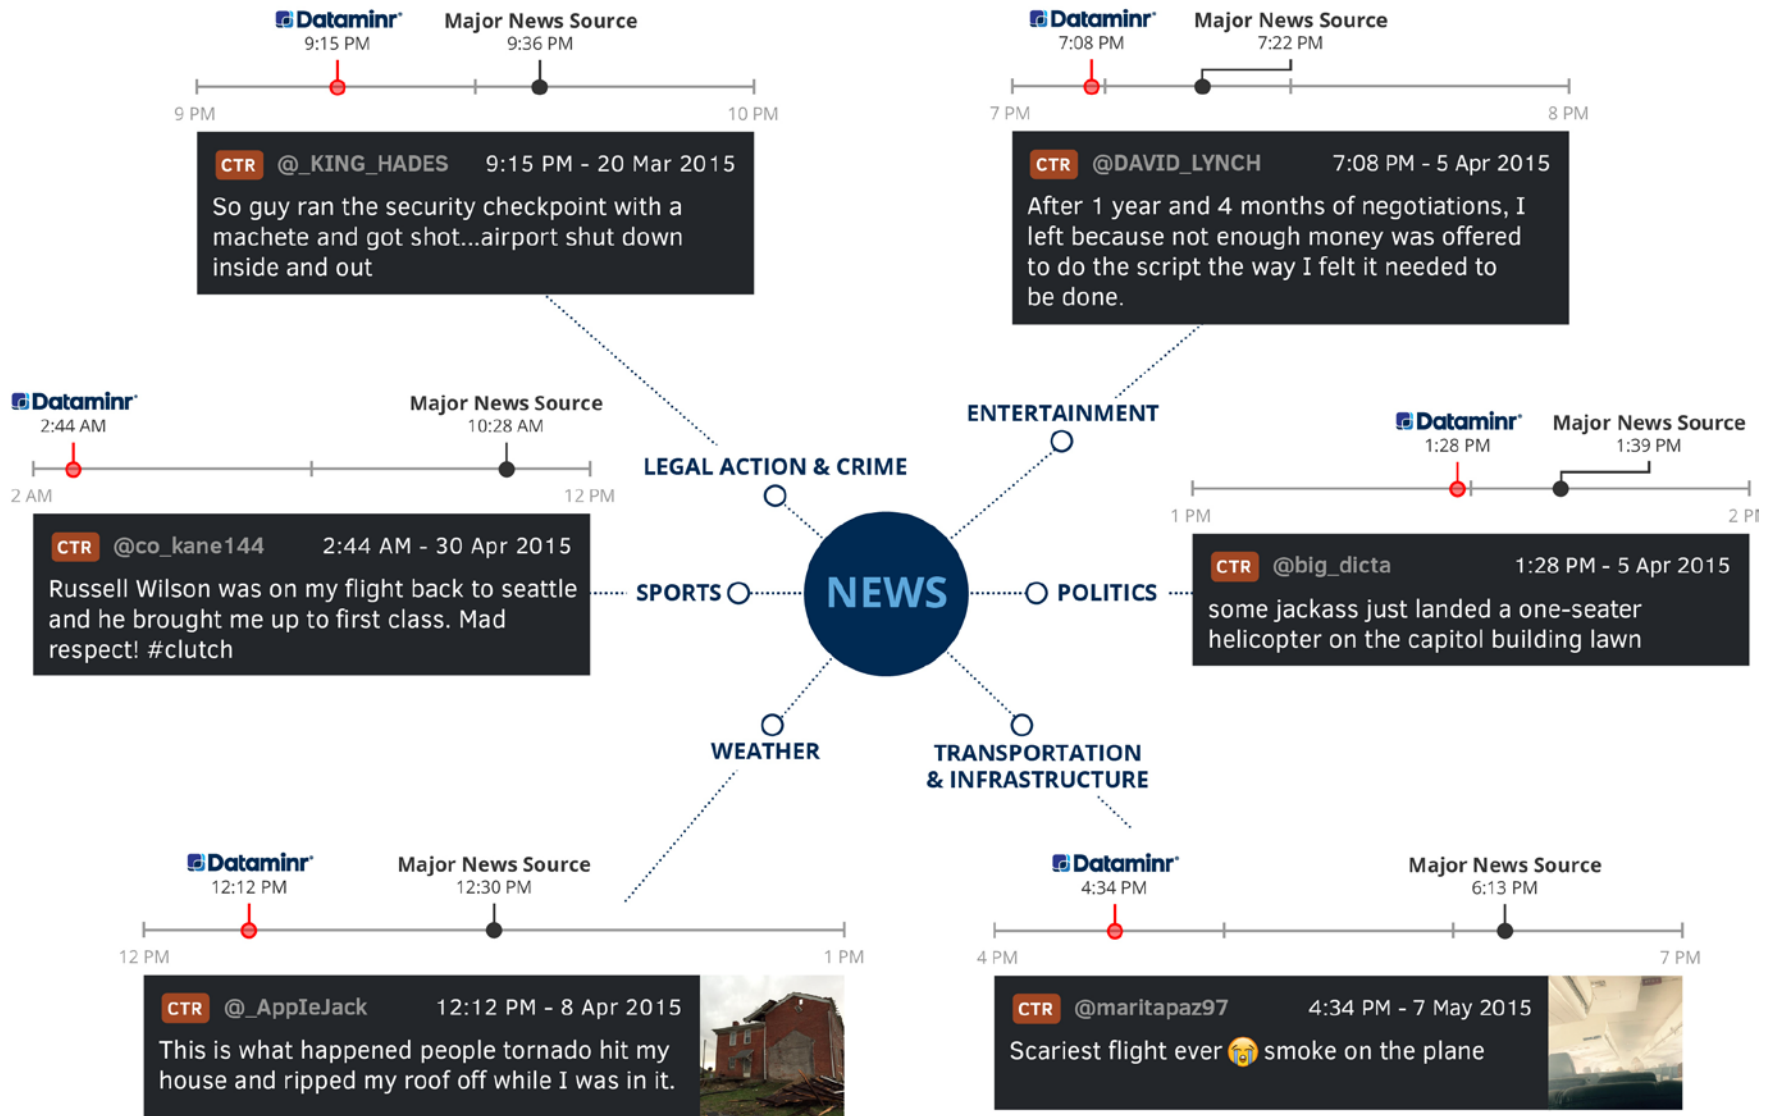 Dataminr
9:15 PM
Major News Source
9:36 PM
9 PM
10 PM
CTR @_KING_HADES 9:15 PM - 20 Mar 2015
So guy ran the security checkpoint with a
machete and got shot...airport shut down
inside and out
Dataminr
7:08 PM
Major News Source
7:22 PM
7 PM
8 PM
CTR @DAVID_LYNCH 7:08 PM - 5 Apr 2015
After 1 year and 4 months of negotiations, I
left because not enough money was offered
to do the script the way I felt it needed to
be done.
Dataminr
2:44 AM
Major News Source
10:28 AM
2 AM
12 PM
CTR @co_kane144 2:44 AM - 30 Apr 2015
Russell Wilson was on my flight back to seattle
and he brought me up to first class. Mad
respect! #clutch
LEGAL ACTION & CRIME
ENTERTAINMENT
SPORTS
NEWS
POLITICS
WEATHER
TRANSPORTATION
& INFRASTRUCTURE
Dataminr
1:28 PM
Major News Source
1:39 PM
1 PM
2 PM
CTR @big_dicta 1:28 PM - 5 Apr 2015
some jackass just landed a one-seater
helicopter on the capitol building lawn
Dataminr
12:12 PM
Major News Source
12:30 PM
12 PM
1 PM
CTR @_AppIeJack 12:12 PM - 8 Apr 2015
This is what happened people tornado hit my
house and ripped my roof off while I was in it.
Dataminr
4:34 PM
Major News Source
6:13 PM
4 PM
7 PM
CTR @maritapaz97 4:34 PM - 7 May 2015
Scariest flight ever 😭 smoke on the plane